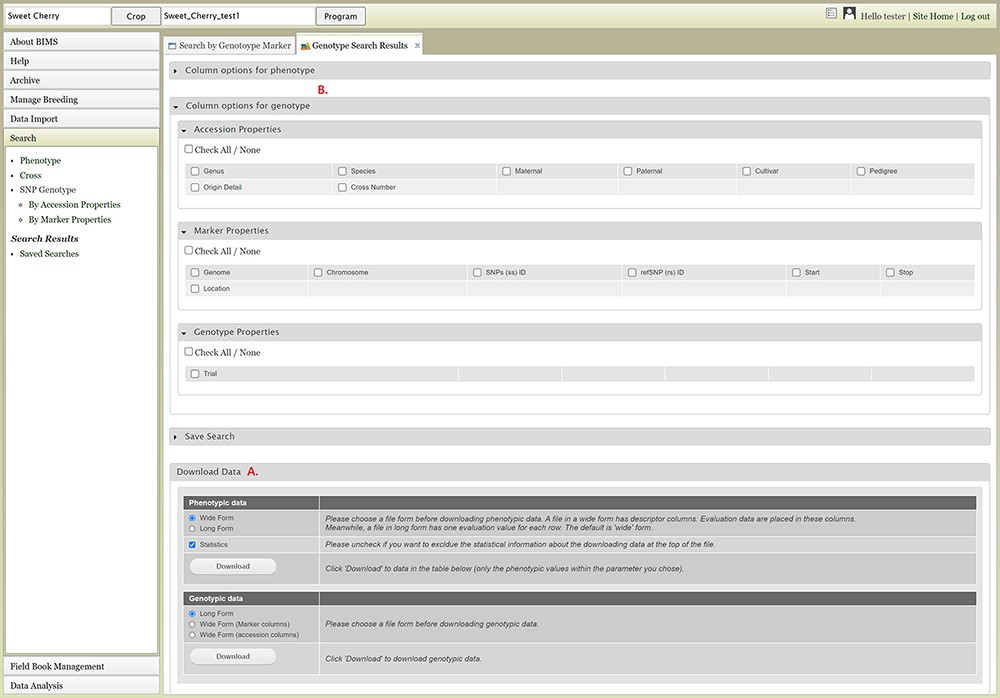 Sweet Cherry Crop Sweet_Cherry_test1 Program Hello tester | Site Home | Log out
About BIMS
Help
Archive
Manage Breeding
Data Import
Search
Phenotype
Cross
SNP Genotype
By Accession Properties
By Marker Properties
Search Results
Saved Searches
Field Book Management
Data Analysis
Search by Genotoype Marker Genotype Search Results ×
Column options for phenotype
B.
Column options for genotype
Accession Properties
Check All / None
Genus Species Maternal Paternal Cultivar Pedigree
Origin Detail Cross Number
Marker Properties
Check All / None
Genome Chromosome SNPs (ss) ID refSNP (rs) ID Start Stop
Location
Genotype Properties
Check All / None
Trial
Save Search
Download Data A.
Phenotypic data
Wide Form
Long Form
Please choose a file form before downloading phenotypic data. A file in a wide form has descriptor columns. Evaluation data are placed in these columns.
Meanwhile, a file in long form has one evaluation value for each row. The default is 'wide' form.
Statistics Please uncheck if you want to excldue the statistical information about the downloading data at the top of the file.
Download Click 'Download' to data in the table below (only the phenotypic values within the parameter you chose).
Genotypic data
Long Form
Wide Form (Marker columns)
Wide Form (accession columns)
Please choose a file form before downloading genotypic data.
Download Click 'Download' to download genotypic data.